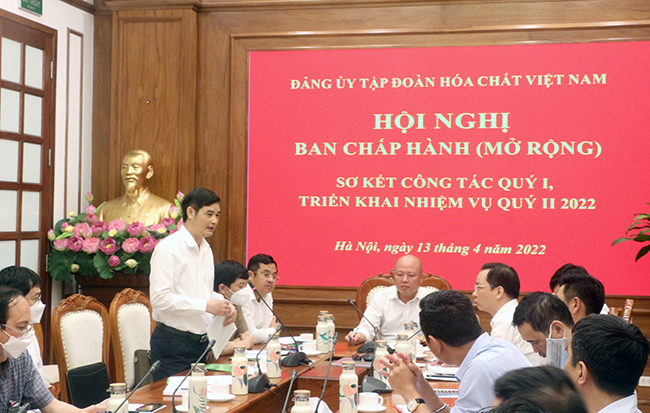 ĐẢNG ỦY TẬP ĐOÀN HÓA CHẤT VIỆT NAM
HỘI NGHỊ
BAN CHẤP HÀNH (MỞ RỘNG)
SƠ KẾT CÔNG TÁC QUÝ I,
TRIỂN KHAI NHIỆM VỤ QUÝ II 2022
Hà Nội, ngày 13 tháng 4 năm 2022